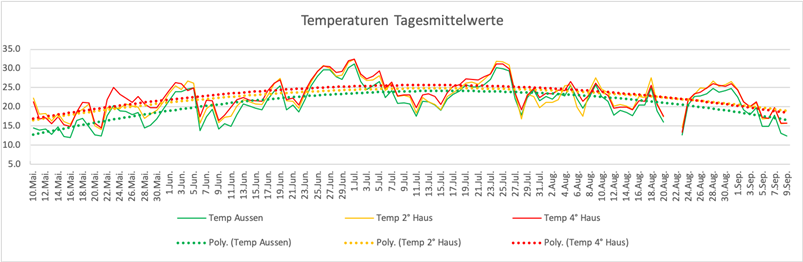 Temperaturen Tagesmittelwerte
35.0
30.0
25.0
20.0
15.0
10.0
5.0
10.Mai.
12.Mai.
14.Mai.
16.Mai.
18.Mai.
20.Mai.
22.Mai.
24.Mai.
26.Mai.
28.Mai.
30.Mai.
1.Jun.
3.Jun.
5.Jun.
7.Jun.
9.Jun.
11.Jun.
13.Jun.
15.Jun.
17.Jun.
19.Jun.
21.Jun.
23.Jun.
25.Jun.
27.Jun.
29.Jun.
1.Jul.
3.Jul.
5.Jul.
7.Jul.
9.Jul.
11.Jul.
13.Jul.
15.Jul.
17.Jul.
19.Jul.
21.Jul.
23.Jul.
25.Jul.
27.Jul.
29.Jul.
31.Jul.
2.Aug.
4.Aug.
6.Aug.
8.Aug.
10.Aug.
12.Aug.
14.Aug.
16.Aug.
18.Aug.
20.Aug.
22.Aug.
24.Aug.
26.Aug.
28.Aug.
30.Aug.
1.Sep.
3.Sep.
5.Sep.
7.Sep.
9.Sep.
Temp Aussen
Temp 2° Haus
Temp 4° Haus
Poly. (Temp Aussen)
Poly. (Temp 2° Haus)
Poly. (Temp 4° Haus)